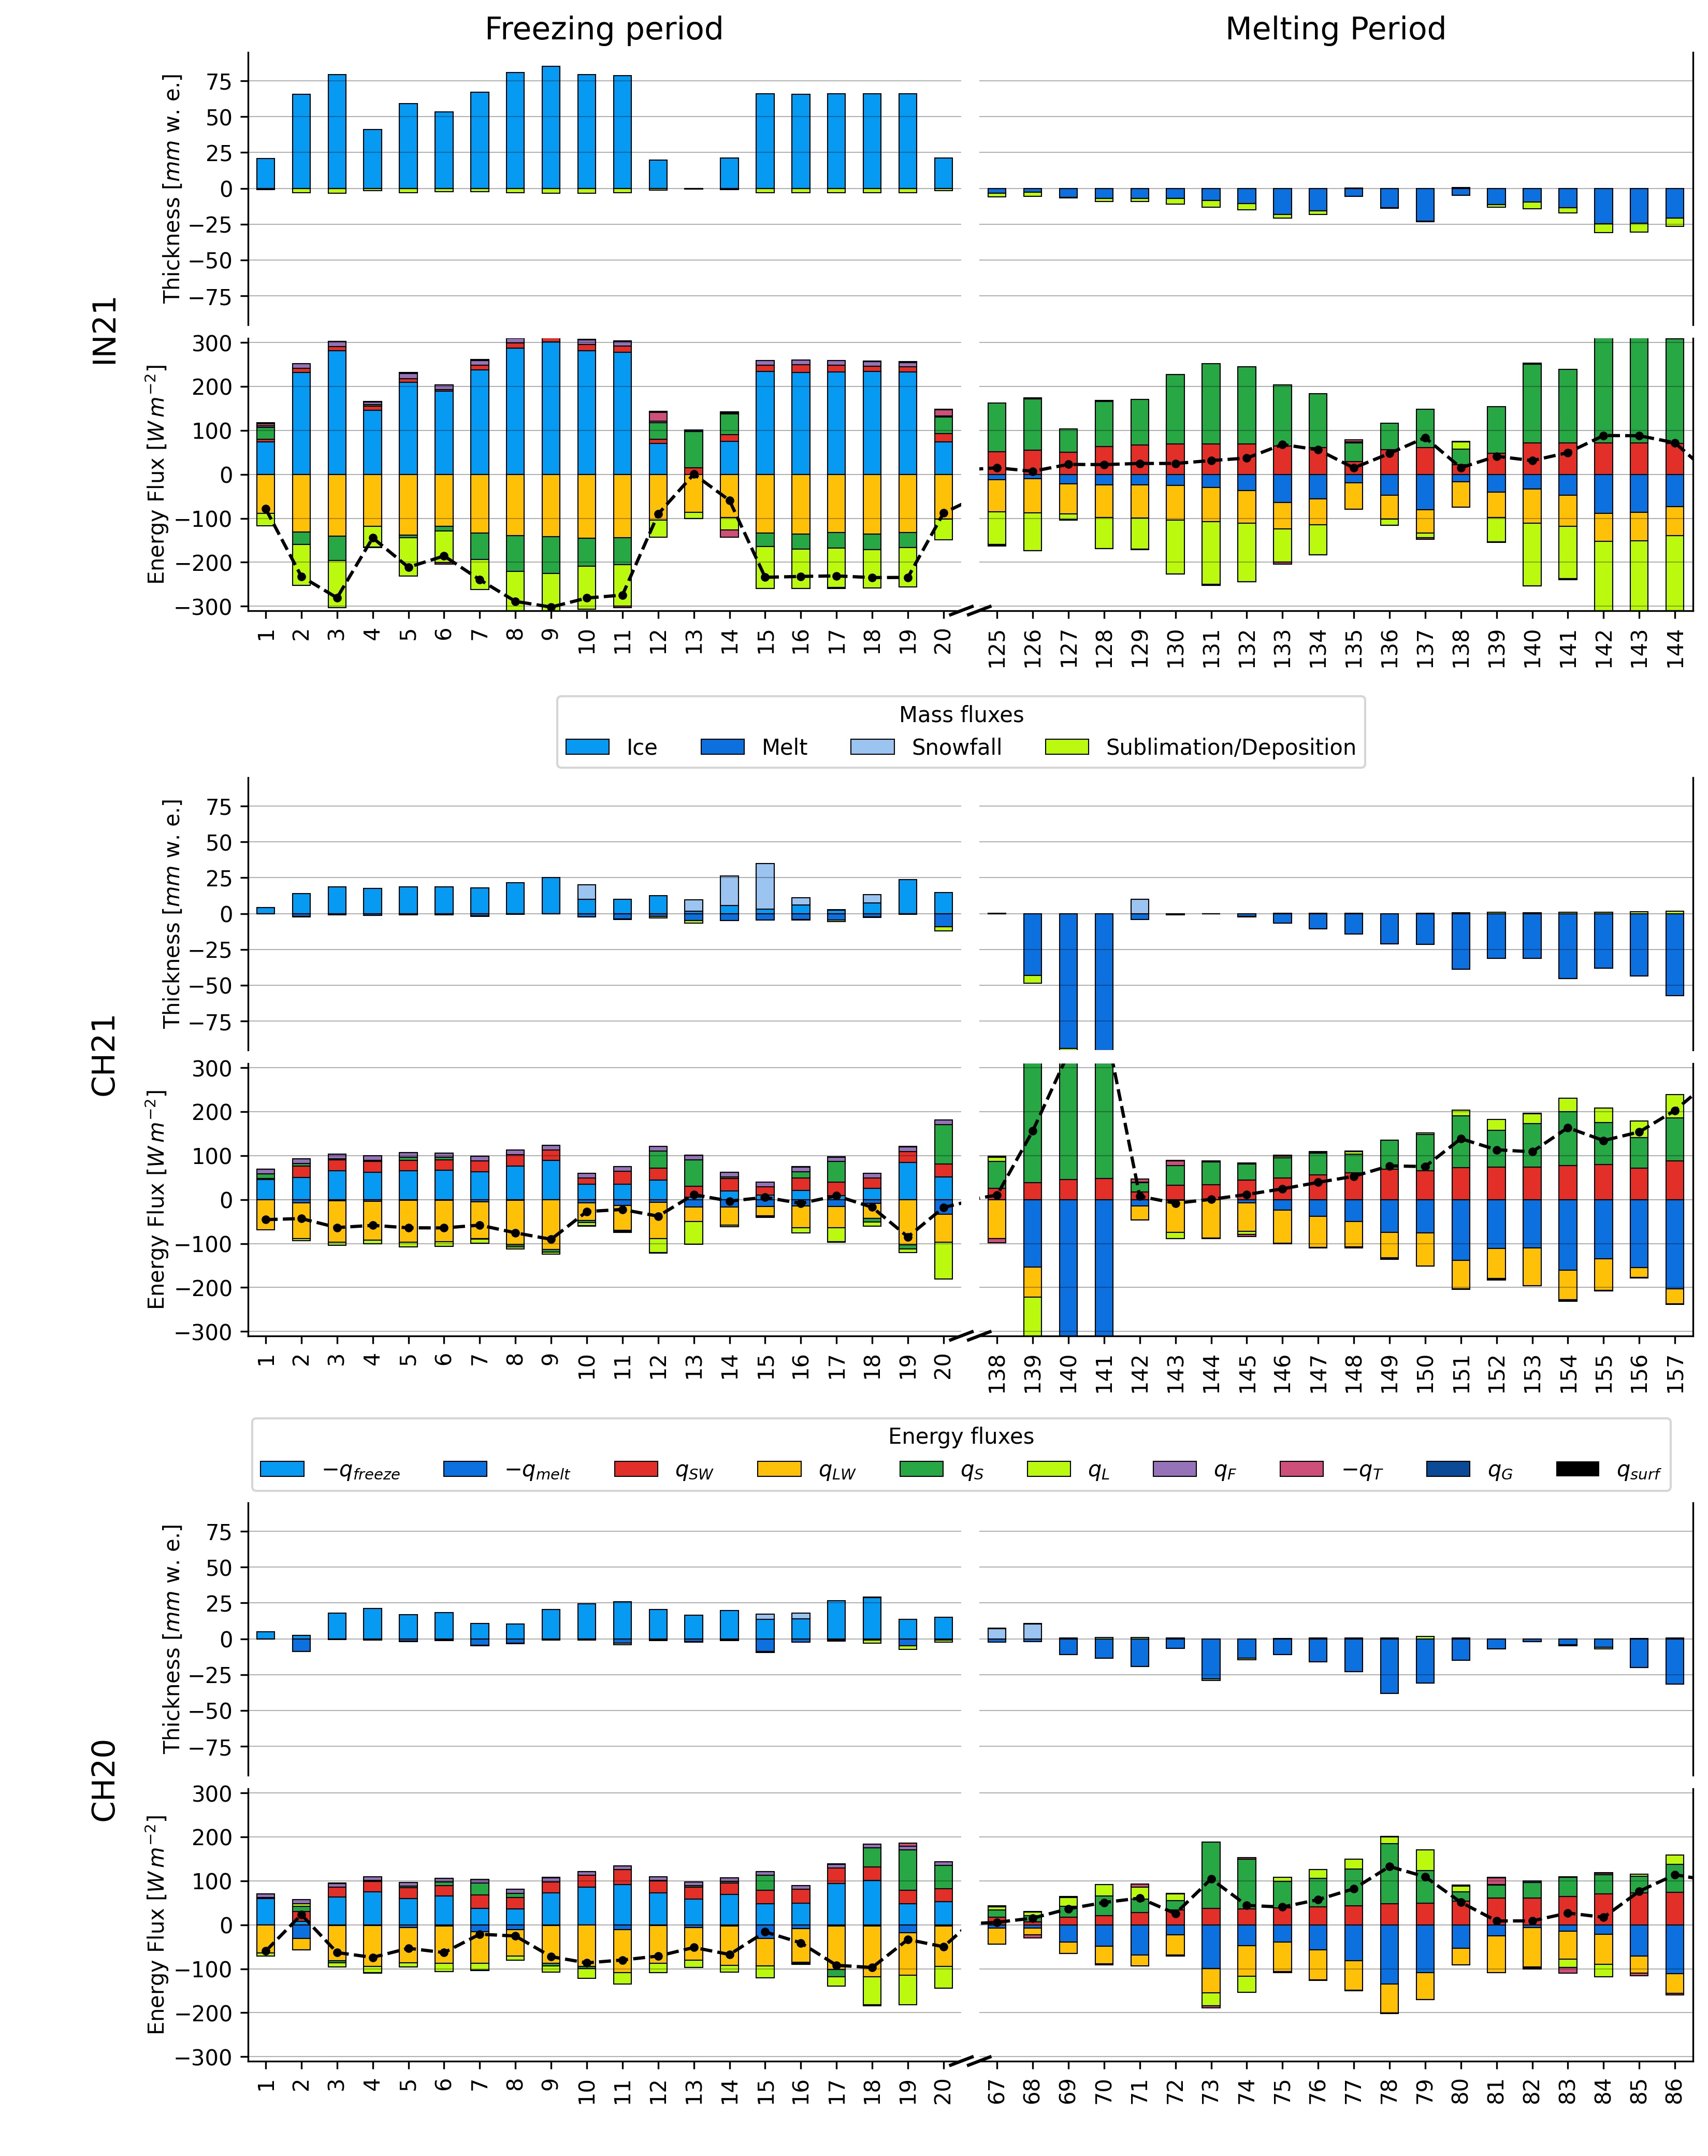 Freezing period Melting Period
IN21
Thickness [mm w. e.]
75
50
25
0
−25
−50
−75
Energy Flux [W m⁻²]
300
200
100
0
−100
−200
−300
1 2 3 4 5 6 7 8 9 10 11 12 13 14 15 16 17 18 19 20 125 126 127 128 129 130 131 132 133 134 135 136 137 138 139 140 141 142 143 144
Mass fluxes
Ice Melt Snowfall Sublimation/Deposition
CH21
Thickness [mm w. e.]
75
50
25
0
−25
−50
−75
Energy Flux [W m⁻²]
300
200
100
0
−100
−200
−300
1 2 3 4 5 6 7 8 9 10 11 12 13 14 15 16 17 18 19 20 138 139 140 141 142 143 144 145 146 147 148 149 150 151 152 153 154 155 156 157
Energy fluxes
−q_freeze −q_melt q_SW q_LW q_S q_L q_F −q_T q_G q_surf
CH20
Thickness [mm w. e.]
75
50
25
0
−25
−50
−75
Energy Flux [W m⁻²]
300
200
100
0
−100
−200
−300
1 2 3 4 5 6 7 8 9 10 11 12 13 14 15 16 17 18 19 20 67 68 69 70 71 72 73 74 75 76 77 78 79 80 81 82 83 84 85 86